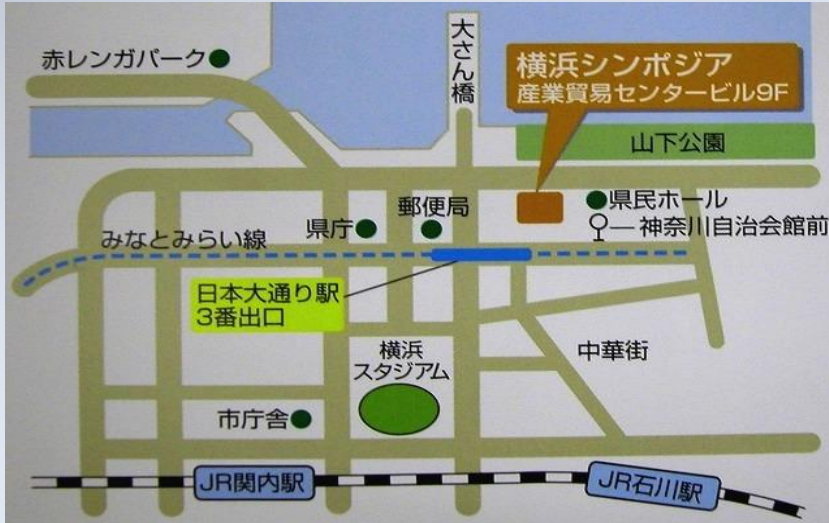 赤レンガパーク
大さん橋
横浜シンポジア
産業貿易センタービル9F
山下公園
県民ホール
神奈川自治会館前
郵便局
県庁
みなとみらい線
日本大通り駅
3番出口
横浜
スタジアム
中華街
市庁舎
JR関内駅
JR石川駅